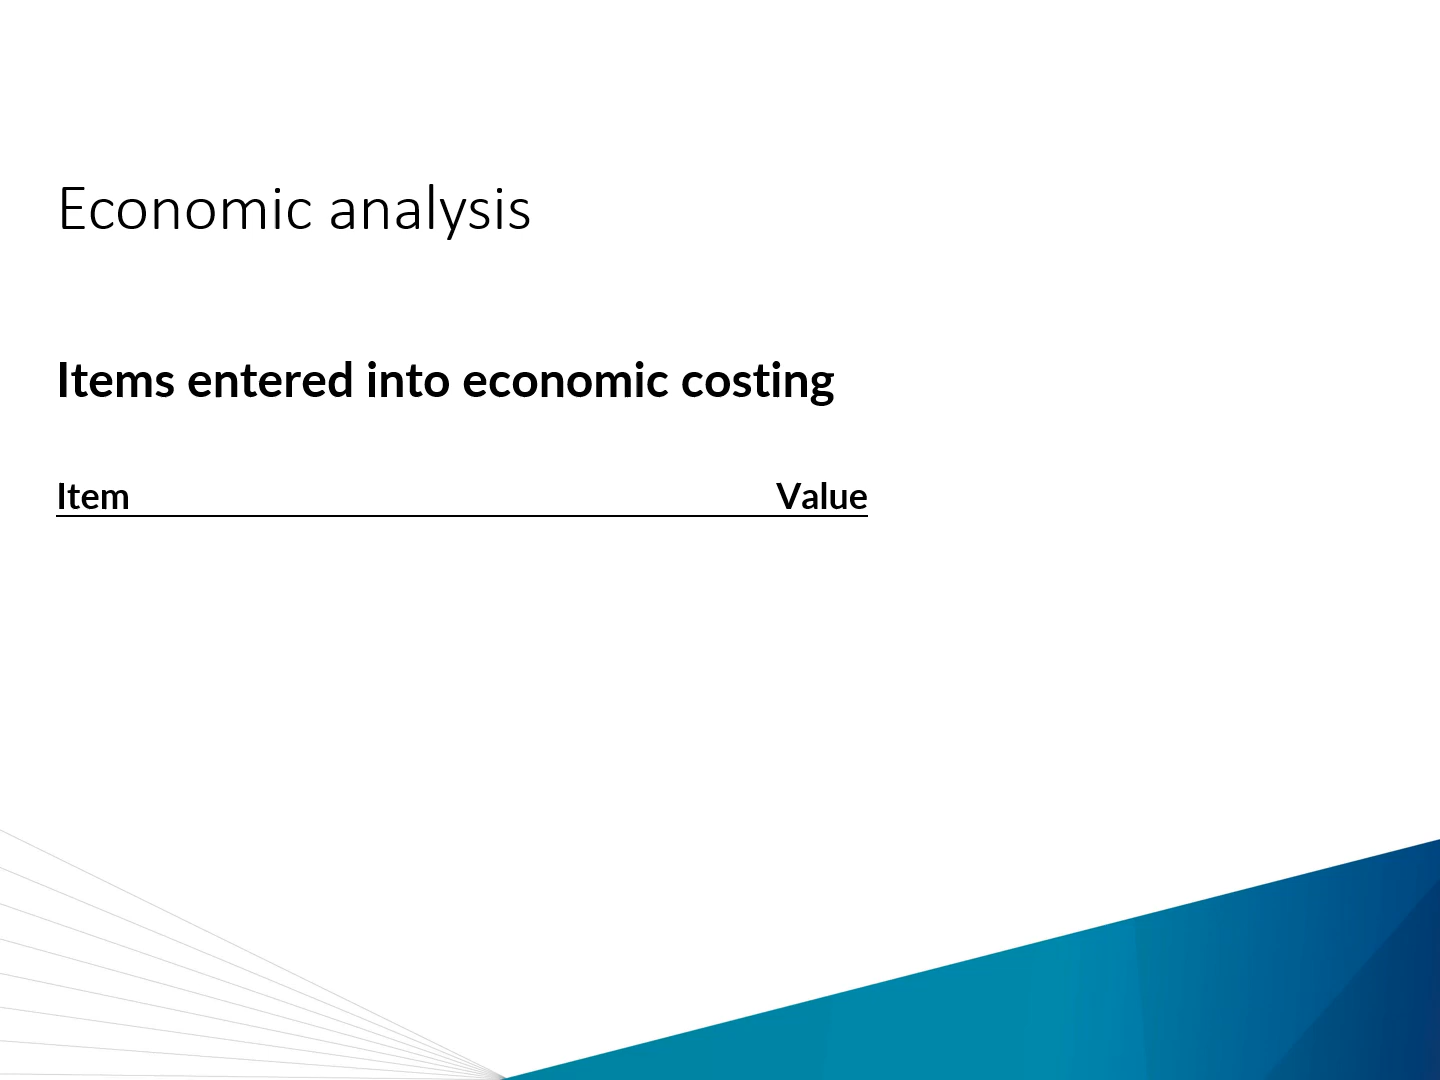 Economic analysis
Items entered into economic costing
Item Value